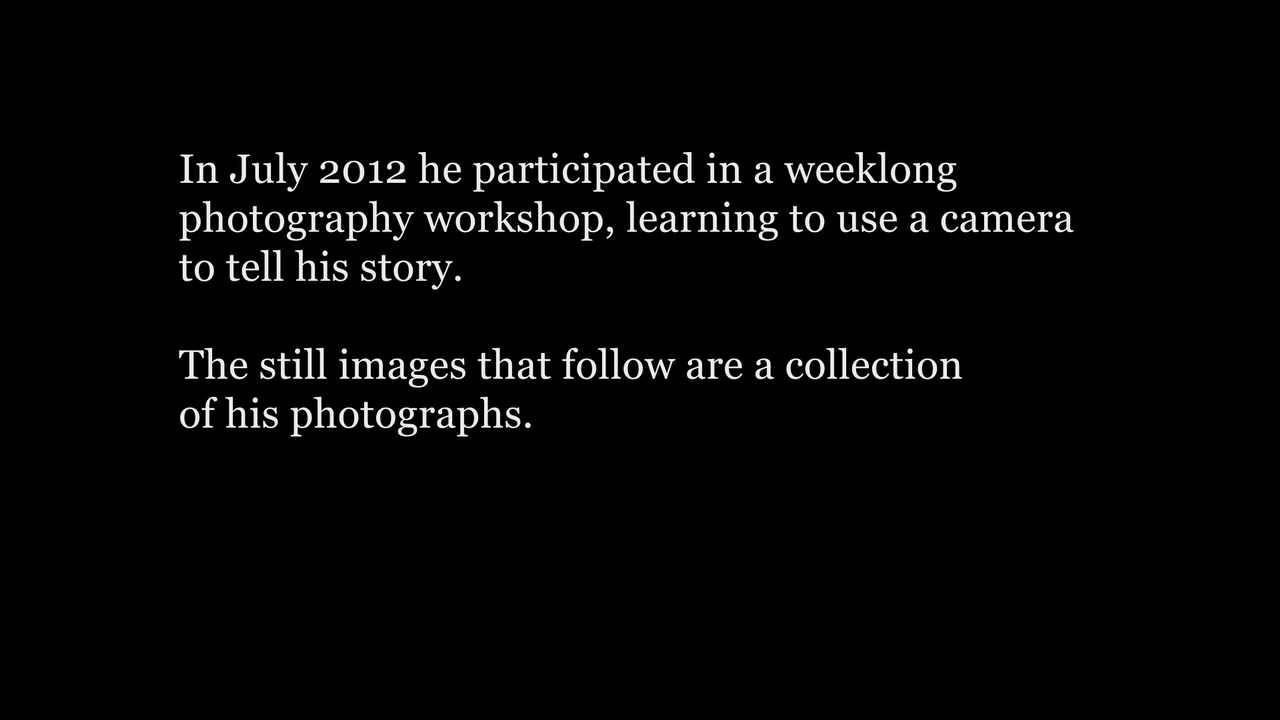 In July 2012 he participated in a weeklong
photography workshop, learning to use a camera
to tell his story.
The still images that follow are a collection
of his photographs.